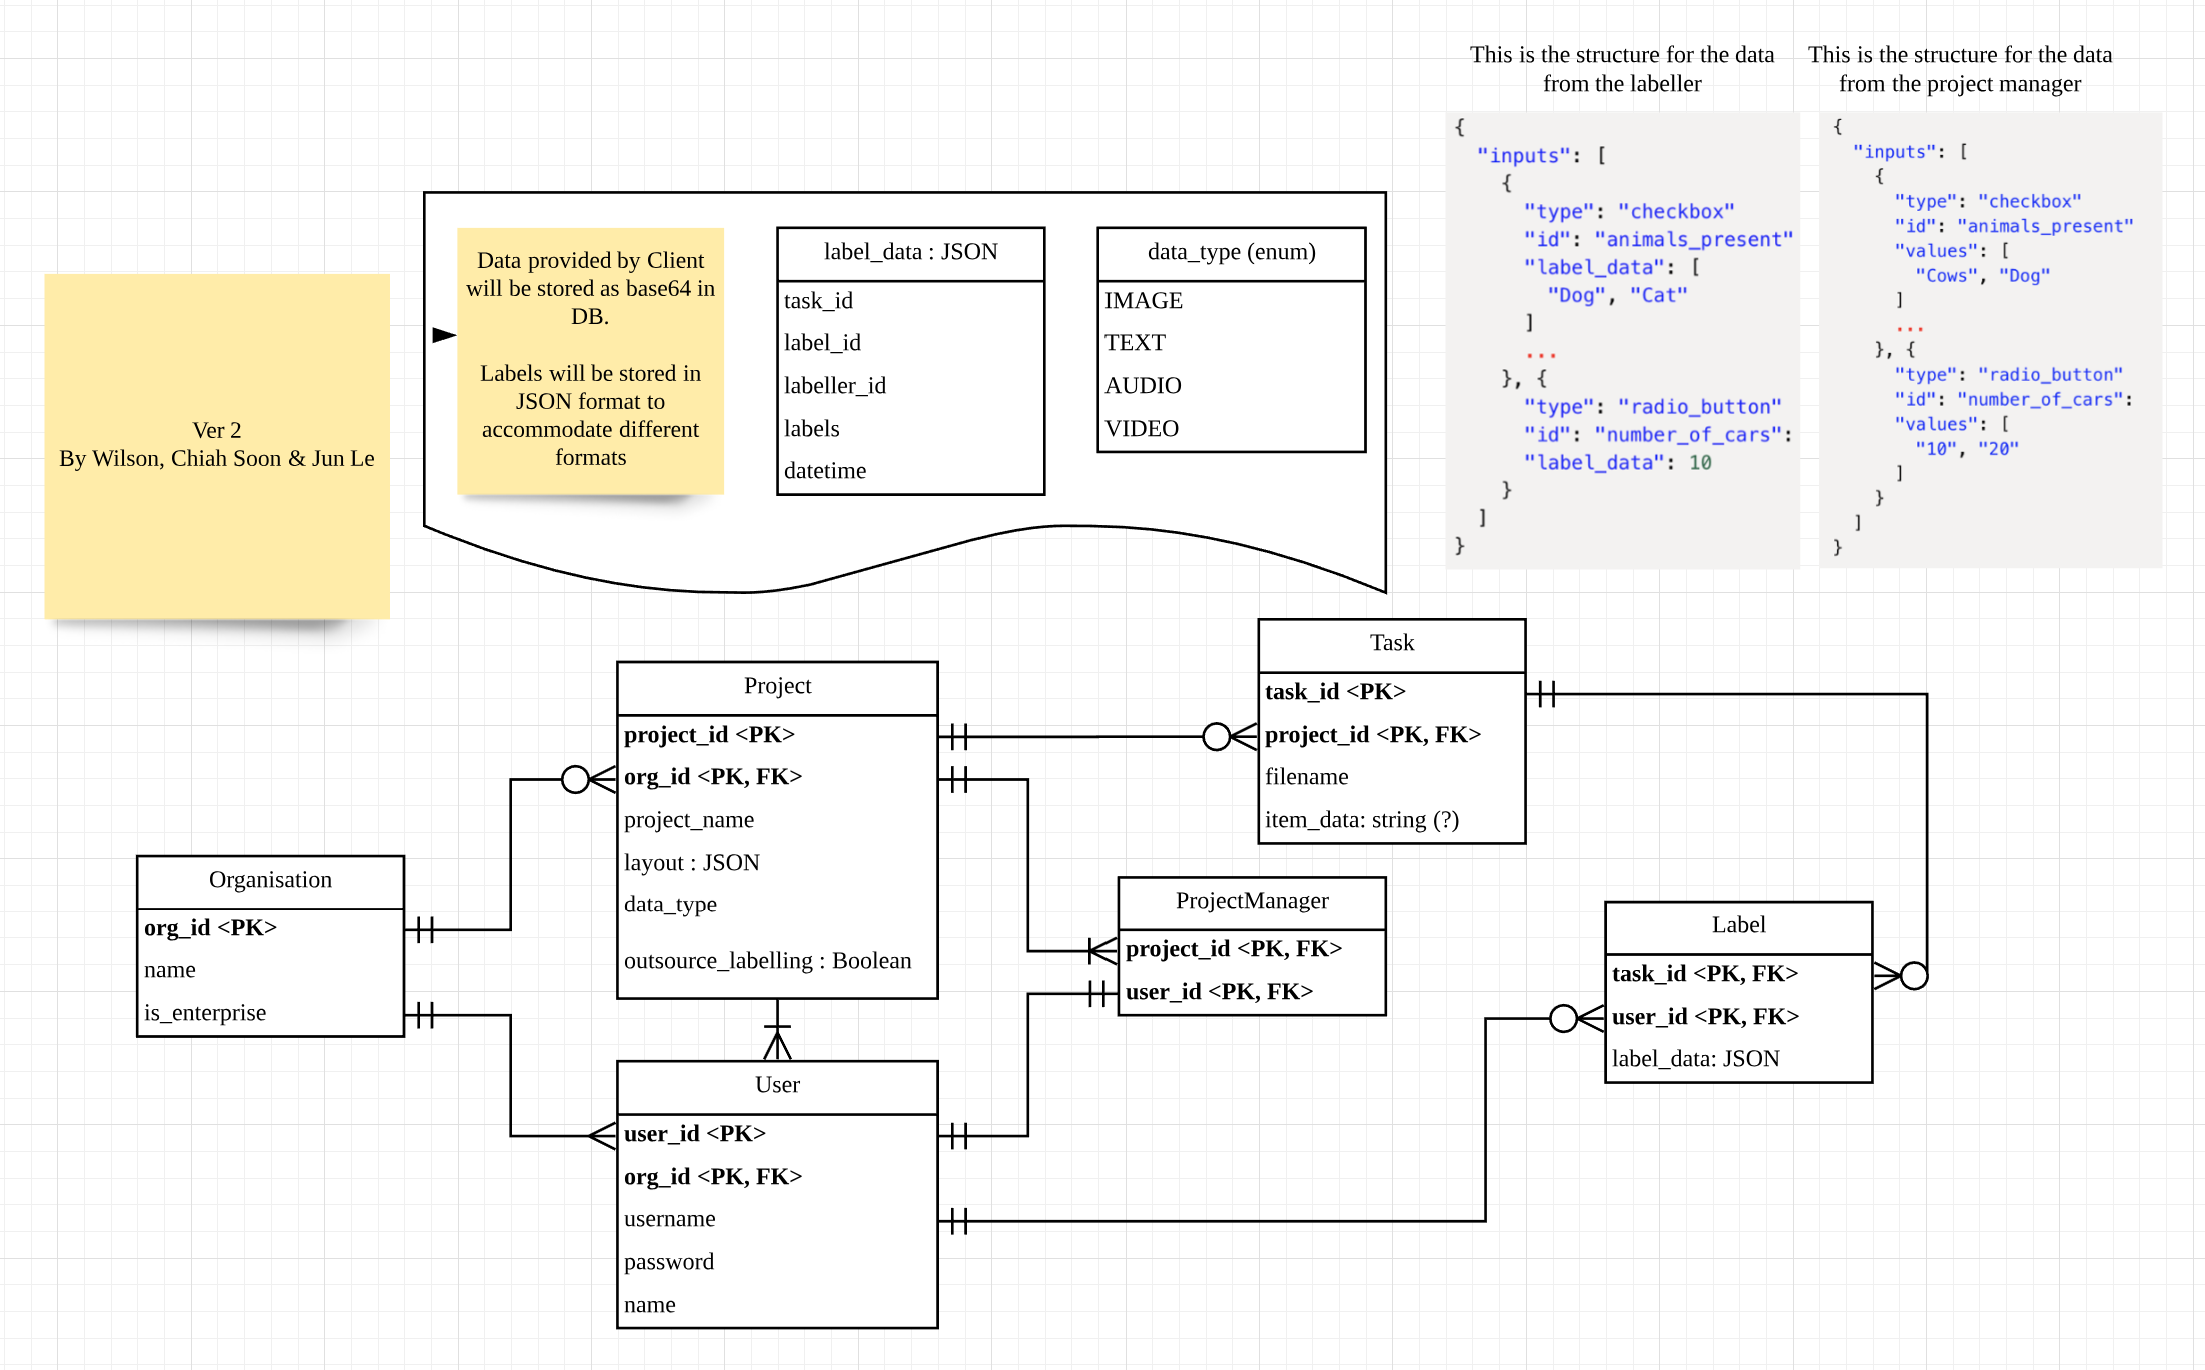 This is the structure for the data
from the labeller
This is the structure for the data
from the project manager
{
"inputs": [
{
"type": "checkbox"
"id": "animals_present"
"label_data": [
"Dog", "Cat"
]
...
}, {
"type": "radio_button"
"id": "number_of_cars":
"label_data": 10
}
]
}
{
"inputs": [
{
"type": "checkbox"
"id": "animals_present"
"values": [
"Cows", "Dog"
]
...
}, {
"type": "radio_button"
"id": "number_of_cars":
"values": [
"10", "20"
]
}
]
}
Ver 2
By Wilson, Chiah Soon & Jun Le
Data provided by Client
will be stored as base64 in
DB.
Labels will be stored in
JSON format to
accommodate different
formats
label_data : JSON
task_id
label_id
labeller_id
labels
datetime
data_type (enum)
IMAGE
TEXT
AUDIO
VIDEO
Task
task_id <PK>
project_id <PK, FK>
filename
item_data: string (?)
Project
project_id <PK>
org_id <PK, FK>
project_name
layout : JSON
data_type
outsource_labelling : Boolean
Organisation
org_id <PK>
name
is_enterprise
ProjectManager
project_id <PK, FK>
user_id <PK, FK>
Label
task_id <PK, FK>
user_id <PK, FK>
label_data: JSON
User
user_id <PK>
org_id <PK, FK>
username
password
name